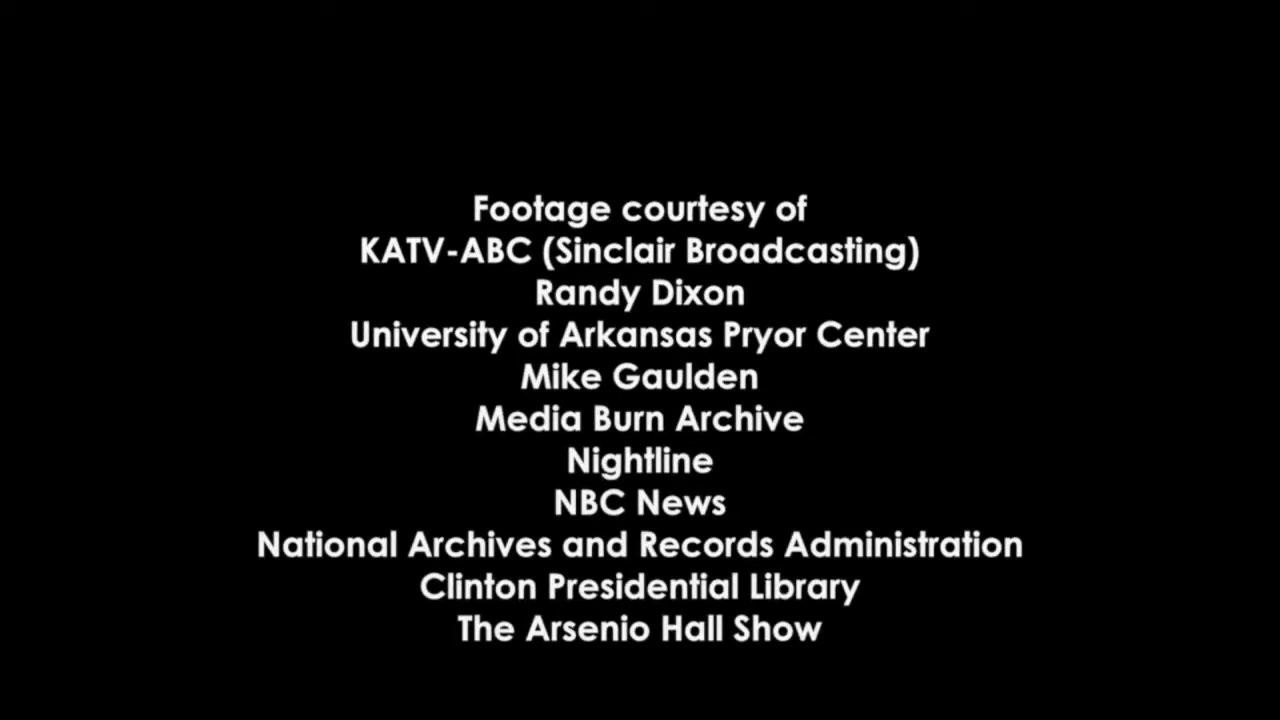 Footage courtesy of
KATV-ABC (Sinclair Broadcasting)
Randy Dixon
University of Arkansas Pryor Center
Mike Gaulden
Media Burn Archive
Nightline
NBC News
National Archives and Records Administration
Clinton Presidential Library
The Arsenio Hall Show